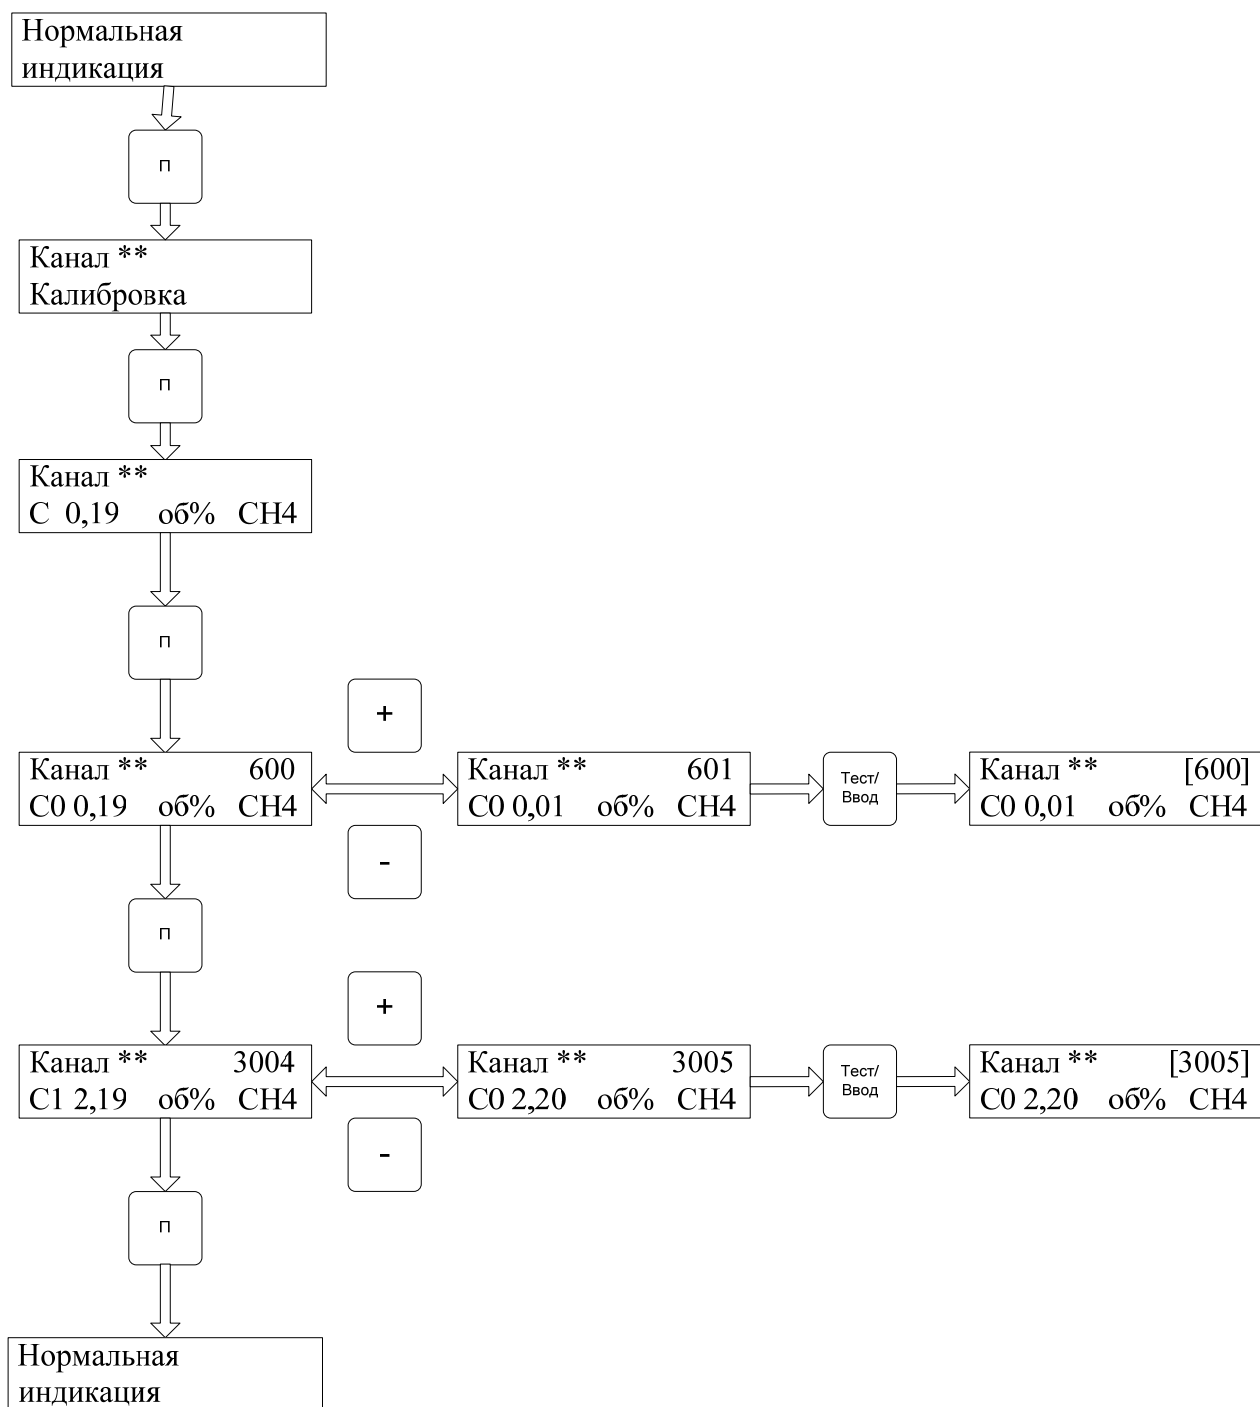 Нормальная
индикация
П
Канал **
Калибровка
П
Канал **
С 0,19 об% СН4
П
+
Канал ** 600
С0 0,19 об% СН4
Канал ** 601
С0 0,01 об% СН4
Тест/
Ввод
Канал ** [600]
С0 0,01 об% СН4
-
П
+
Канал ** 3004
С1 2,19 об% СН4
Канал ** 3005
С0 2,20 об% СН4
Тест/
Ввод
Канал ** [3005]
С0 2,20 об% СН4
-
П
Нормальная
индикация